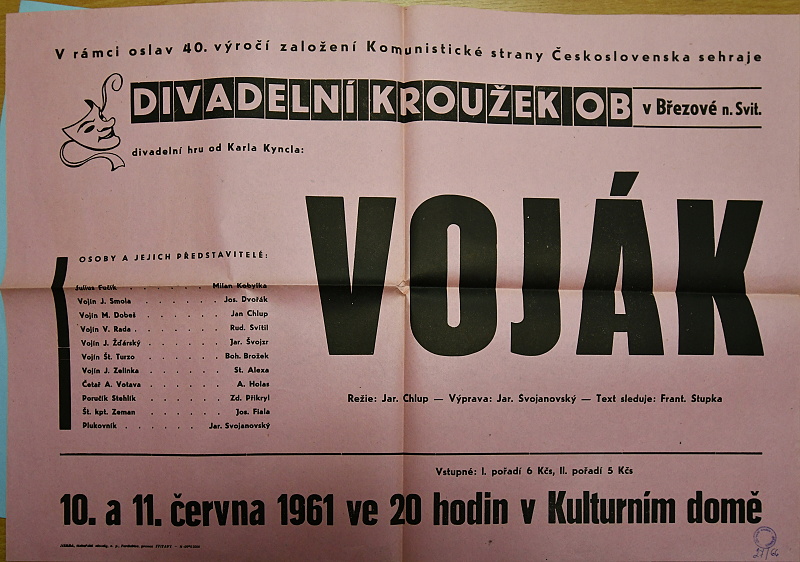 V rámci oslav 40. výročí založení Komunistické strany Československa sehraje
DIVADELNÍ KROUŽEK OB v Březové n. Svit.
divadelní hru od Karla Kyncla:
VOJÁK
OSOBY A JEJICH PŘEDSTAVITELÉ:
Julius Fučík Milan Kobylka
Vojín J. Smola . . . . . . . Jos. Dvořák
Vojín M. Dobeš . . . . . . . Jan Chlup
Vojín V. Rada . . . . . . . Rud. Svítil
Vojín J. Žďárský . . . . . . Jar. Švojzr
Vojín Št. Turzo . . . . . . . Boh. Brožek
Vojín J. Zelinka . . . . . . St. Alexa
Četař A. Votava . . . . . . A. Holas
Poručík Stehlík . . . . . . Zd. Přikryl
Št. kpt. Zeman . . . . . . Jos. Fiala
Plukovník . . . . . . . Jar. Svojanovský
Režie: Jar. Chlup — Výprava: Jar. Svojanovský — Text sleduje: Frant. Stupka
Vstupné: I. pořadí 6 Kčs, II. pořadí 5 Kčs
10. a 11. června 1961 ve 20 hodin v Kulturním domě